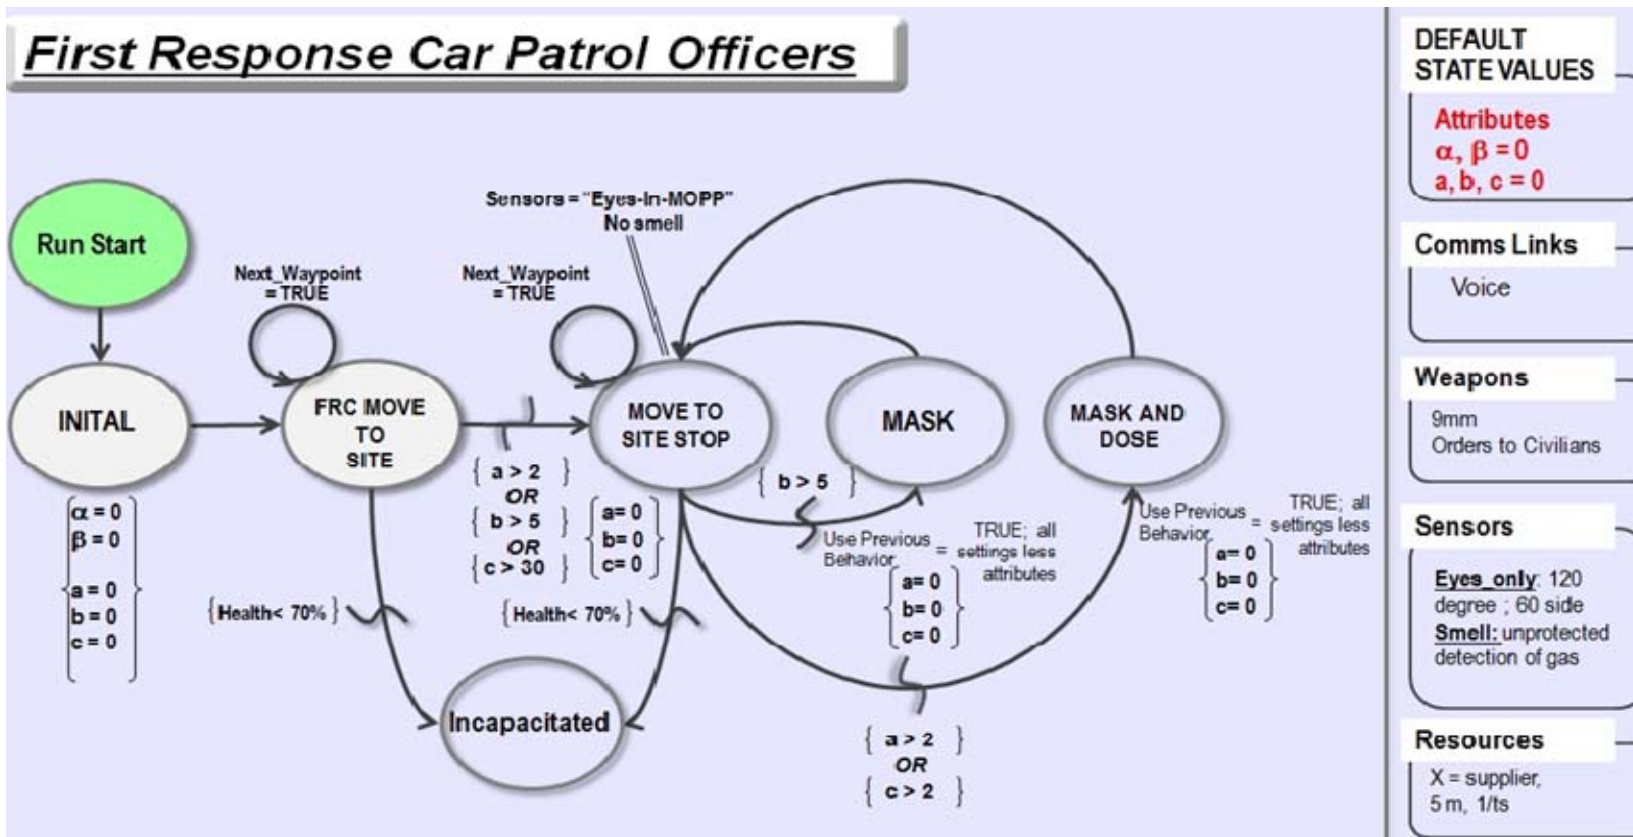 First Response Car Patrol Officers
Run Start
INITAL
α = 0
β = 0
a = 0
b = 0
c = 0
Next_Waypoint
= TRUE
FRC MOVE
TO
SITE
{Health< 70%}
{ a > 2 }
OR
{ b > 5 }
OR
{ c > 30 }
Next_Waypoint
= TRUE
Sensors = “Eyes-In-MOPP”
No smell
MOVE TO
SITE STOP
a= 0
b= 0
c= 0
{Health< 70%}
Incapacitated
MASK
{ b > 5 }
Use Previous
Behavior
= TRUE; all
settings less
attributes
a= 0
b= 0
c= 0
{ a > 2 }
OR
{ c > 2 }
MASK AND
DOSE
Use Previous
Behavior
= TRUE; all
settings less
attributes
a= 0
b= 0
c= 0
DEFAULT
STATE VALUES
Attributes
α, β = 0
a, b, c = 0
Comms Links
Voice
Weapons
9mm
Orders to Civilians
Sensors
Eyes_only: 120
degree ; 60 side
Smell: unprotected
detection of gas
Resources
X = supplier,
5 m, 1/ts